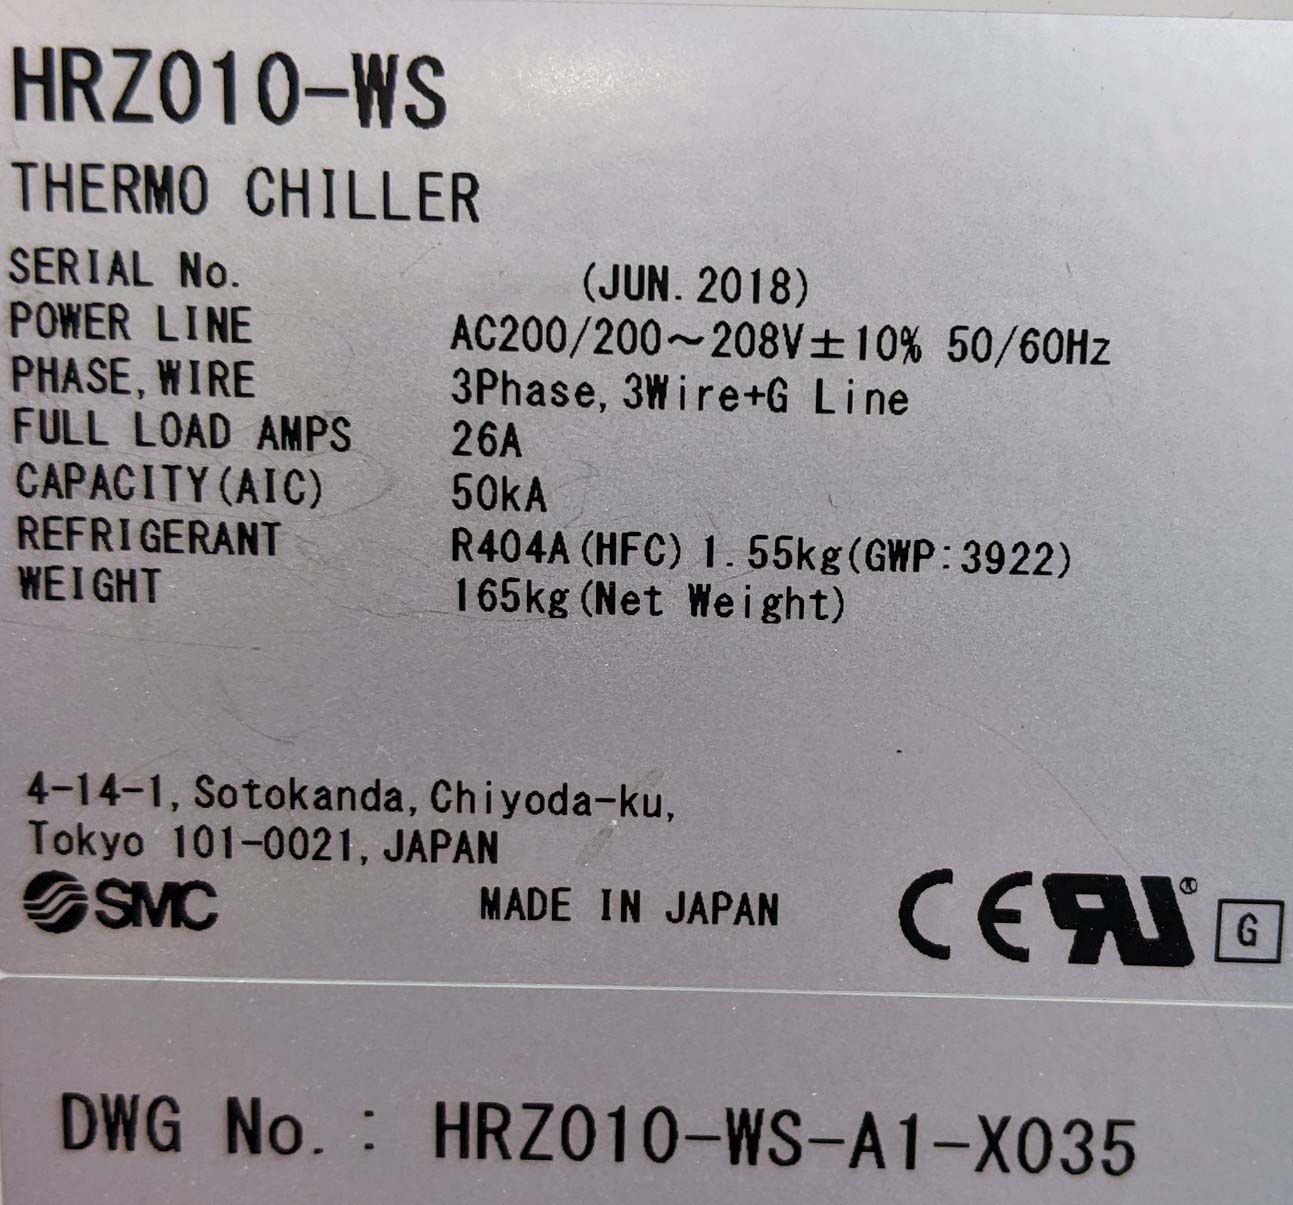 HRZ010-WS
THERMO CHILLER
SERIAL No. (JUN. 2018)
POWER LINE AC200/200～208V±10% 50/60Hz
PHASE, WIRE 3Phase, 3Wire+G Line
FULL LOAD AMPS 26A
CAPACITY(AIC) 50kA
REFRIGERANT R404A(HFC) 1.55kg(GWP:3922)
WEIGHT 165kg(Net Weight)
4-14-1, Sotokanda, Chiyoda-ku,
Tokyo 101-0021, JAPAN
SMC MADE IN JAPAN CE RU® G
DWG No.: HRZ010-WS-A1-X035